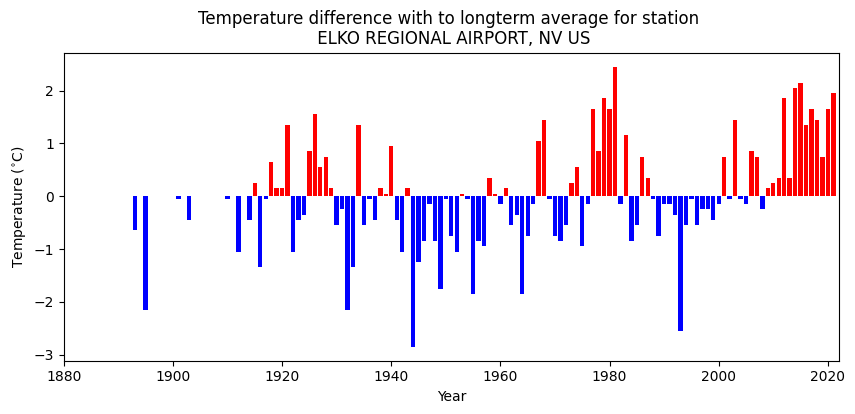 Temperature difference with to longterm average for station
ELKO REGIONAL AIRPORT, NV US
Temperature (°C)
2
1
0
−1
−2
−3
1880 1900 1920 1940 1960 1980 2000 2020
Year